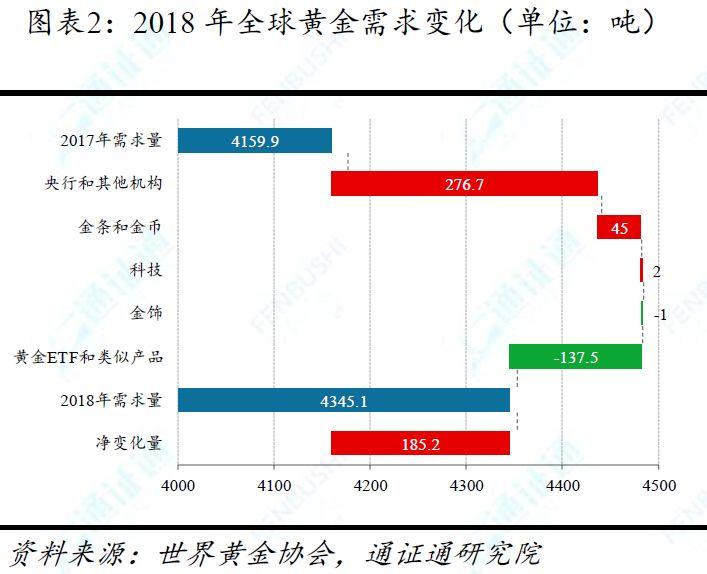 图表2：2018 年全球黄金需求变化（单位：吨）
2017年需求量 4159.9
央行和其他机构 276.7
金条和金币 45
科技 2
金饰 -1
黄金ETF和类似产品 -137.5
2018年需求量 4345.1
净变化量 185.2
4000 4100 4200 4300 4400 4500
资料来源：世界黄金协会，通证通研究院
通证通
FENBUSHI